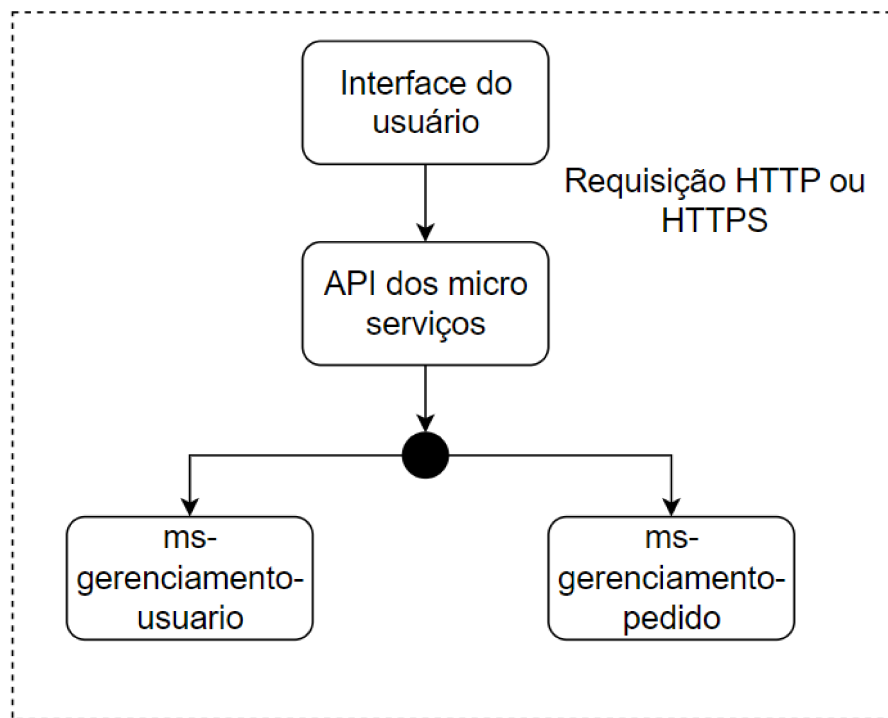 Interface do
usuário
Requisição HTTP ou
HTTPS
API dos micro
serviços
ms-
gerenciamento-
usuario
ms-
gerenciamento-
pedido